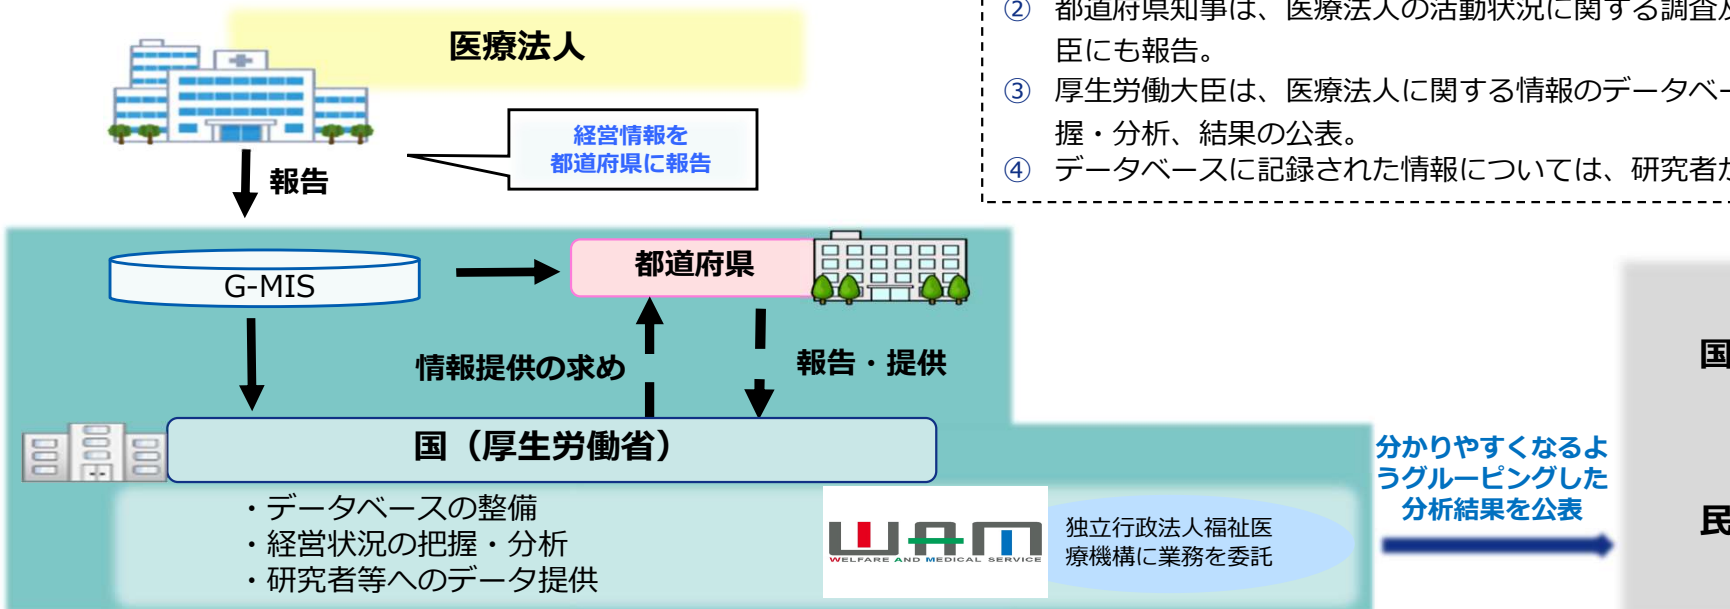 医療法人
経営情報を
都道府県に報告
報告
② 都道府県知事は、医療法人の活動状況に関する調査及
臣にも報告。
③ 厚生労働大臣は、医療法人に関する情報のデータベー
握・分析、結果の公表。
④ データベースに記録された情報については、研究者が
G-MIS
都道府県
情報提供の求め
報告・提供
国（厚生労働省）
・データベースの整備
・経営状況の把握・分析
・研究者等へのデータ提供
WAM
WELFARE AND MEDICAL SERVICE
独立行政法人福祉医
療機構に業務を委託
分かりやすくなるよ
うグルーピングした
分析結果を公表
国
民